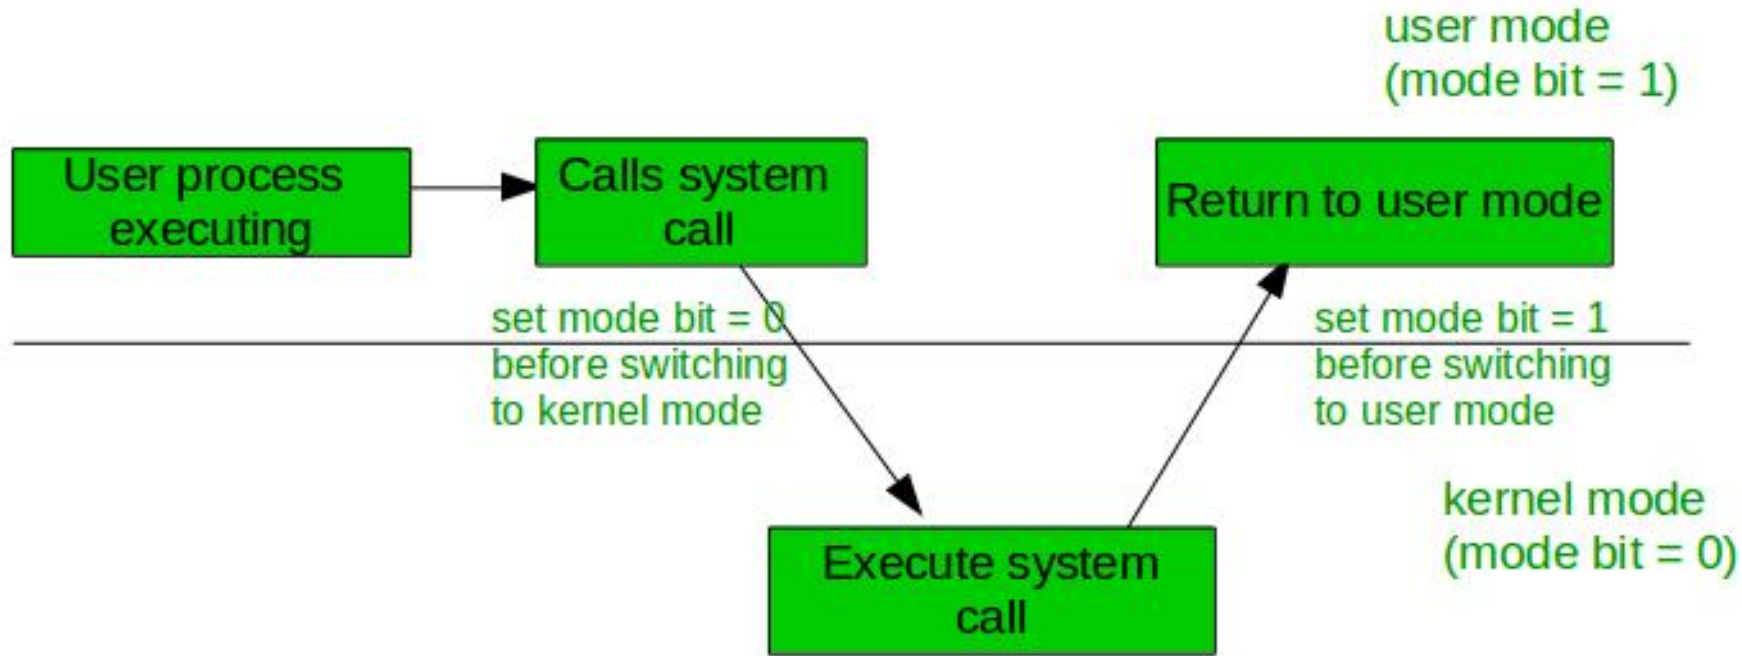 user mode
(mode bit = 1)
User process
executing
Calls system
call
Return to user mode
set mode bit = 0
before switching
to kernel mode
set mode bit = 1
before switching
to user mode
kernel mode
(mode bit = 0)
Execute system
call